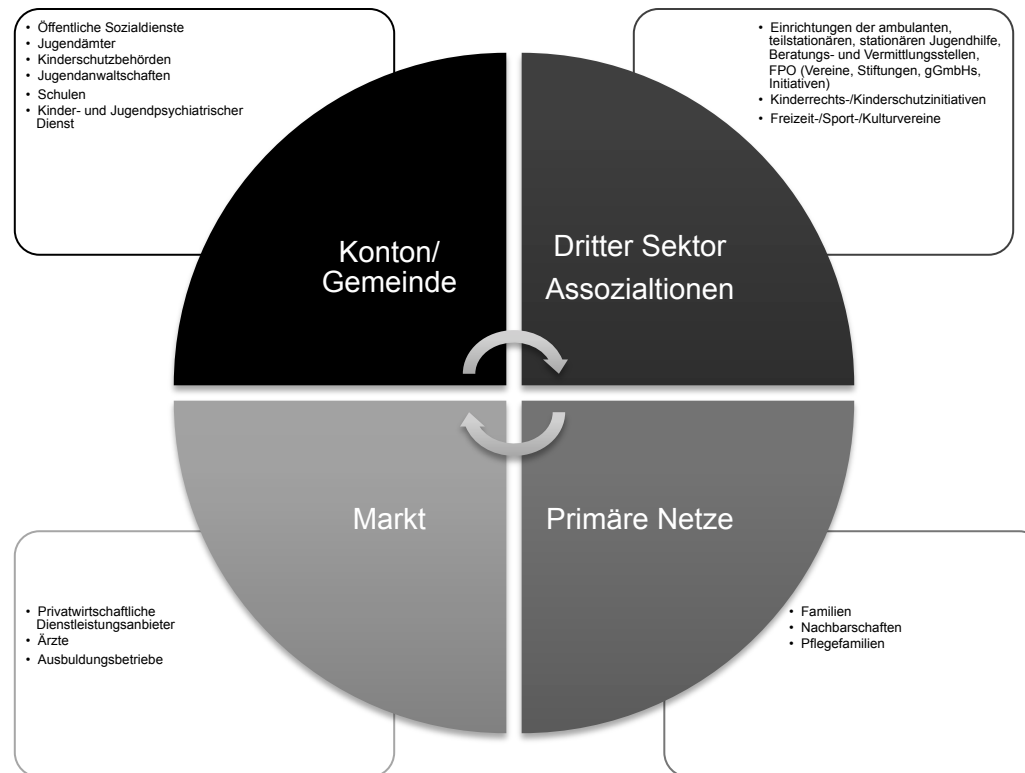 • Öffentliche Sozialdienste
• Jugendämter
• Kinderschutzbehörden
• Jugendanwaltschaften
• Schulen
• Kinder- und Jugendpsychiatrischer
Dienst
• Einrichtungen der ambulanten,
teilstationären, stationären Jugendhilfe,
Beratungs- und Vermittlungsstellen,
FPO (Vereine, Stiftungen, gGmbHs,
Initiativen)
• Kinderrechts-/Kinderschutzinitiativen
• Freizeit-/Sport-/Kulturvereine
Konton/
Gemeinde
Dritter Sektor
Assozialtionen
Markt
Primäre Netze
• Privatwirtschaftliche
Dienstleistungsanbieter
• Ärzte
• Ausbuldungsbetriebe
• Familien
• Nachbarschaften
• Pflegefamilien